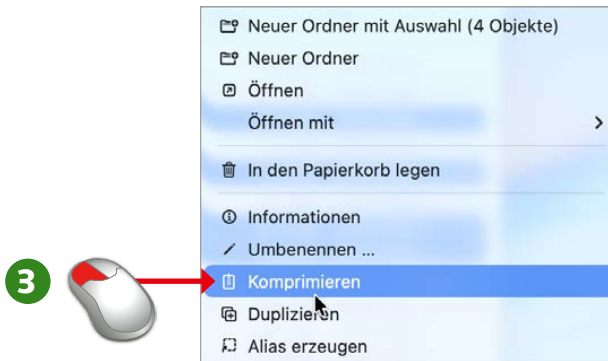 Neuer Ordner mit Auswahl (4 Objekte)
Neuer Ordner
Öffnen
Öffnen mit
In den Papierkorb legen
Informationen
Umbenennen ...
3 Komprimieren
Duplizieren
Alias erzeugen